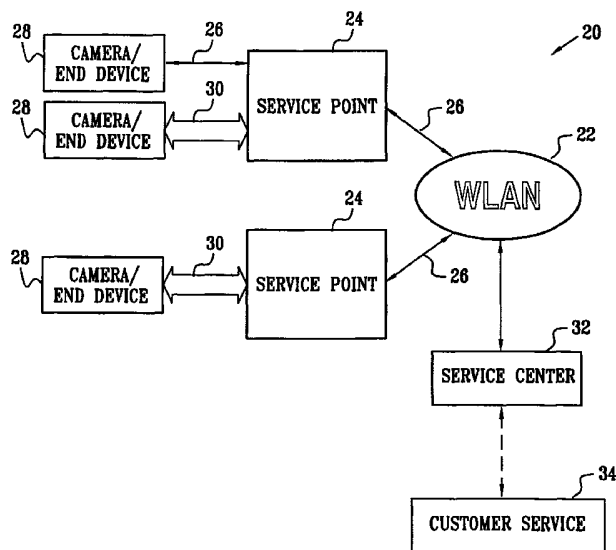 20
24
28
CAMERA/
END DEVICE
26
SERVICE POINT
28
CAMERA/
END DEVICE
30
26
22
WLAN
24
28
CAMERA/
END DEVICE
30
SERVICE POINT
26
32
SERVICE CENTER
34
CUSTOMER SERVICE